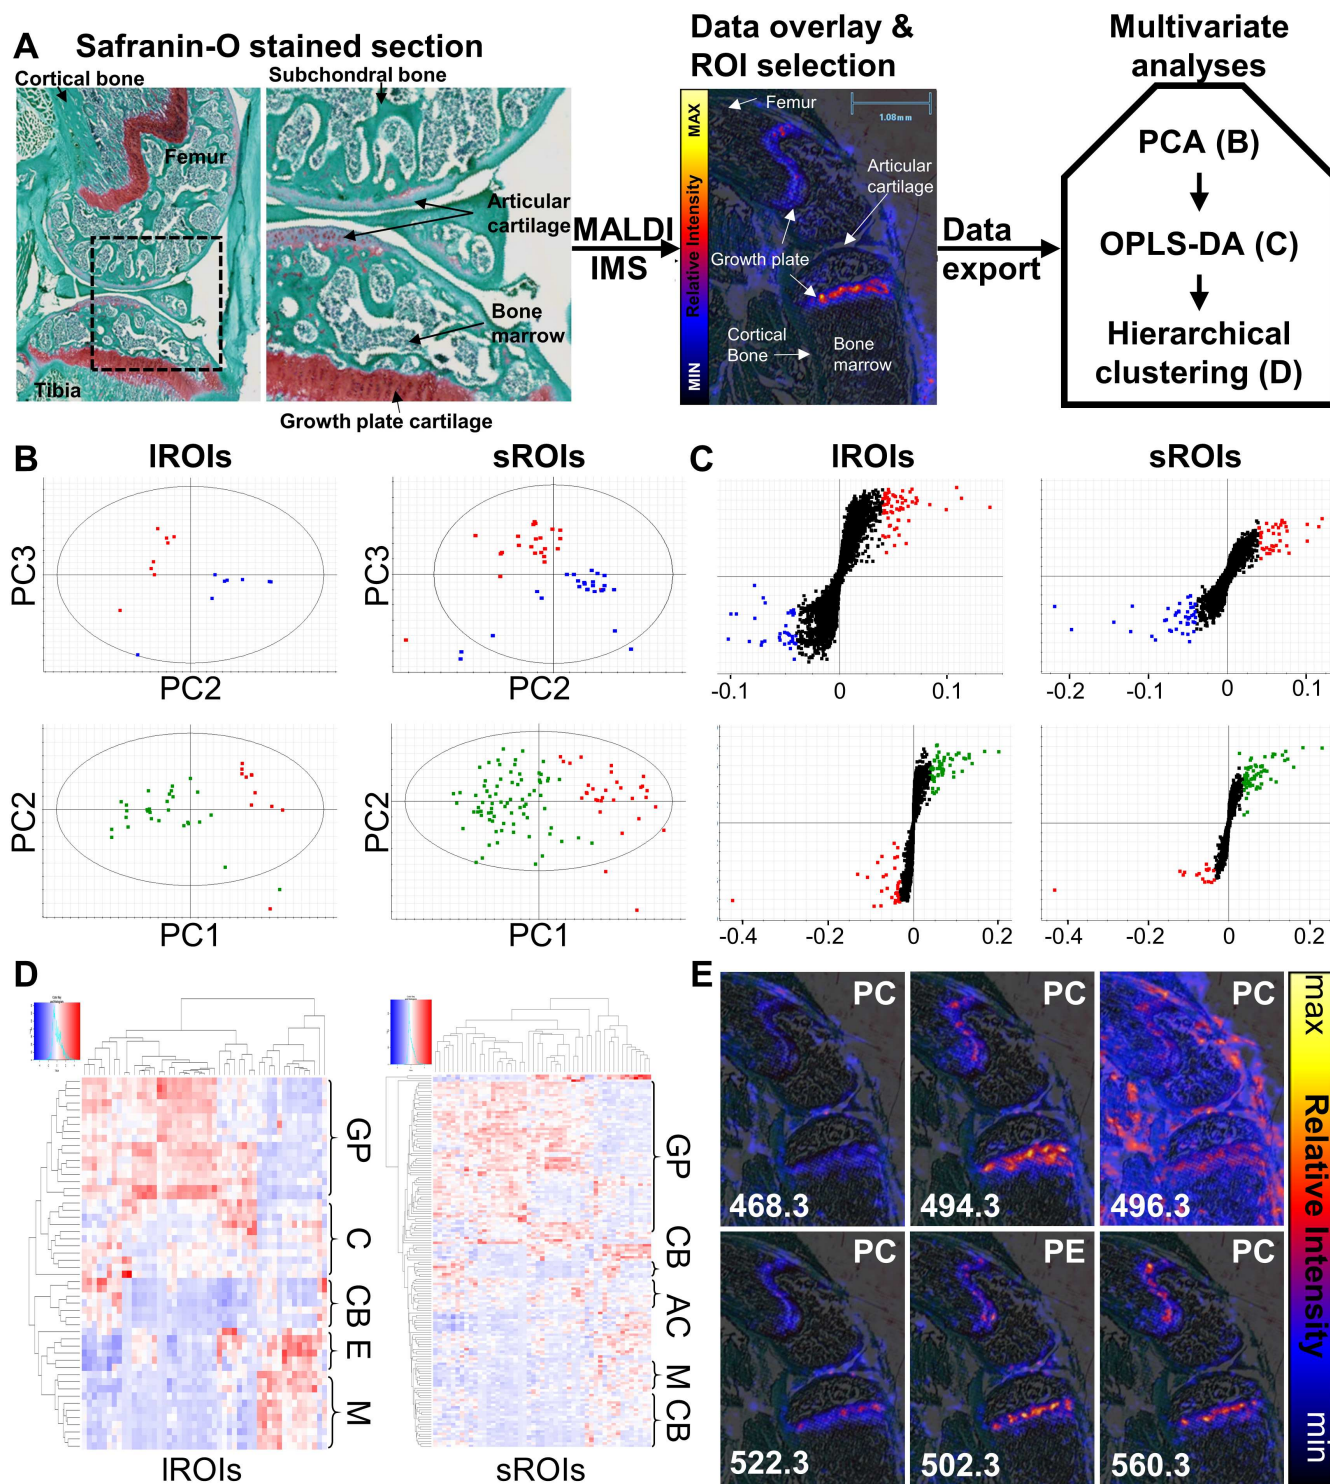 A
Safranin-O stained section
Cortical bone
Subchondral bone
Femur
Articular
cartilage
Bone
marrow
Tibia
Growth plate cartilage
MALDI
IMS
Data overlay &
ROI selection
MAX
Relative Intensity
MIN
Femur
1.08mm
Articular
cartilage
Growth plate
Cortical
Bone
Bone
marrow
Data
export
Multivariate
analyses
PCA (B)
OPLS-DA (C)
Hierarchical
clustering (D)
B
lROIs
sROIs
PC3
PC2
PC3
PC2
PC2
PC1
PC2
PC1
C
lROIs
sROIs
-0.1 0 0.1
-0.2 -0.1 0 0.1
-0.4 -0.2 0 0.2
-0.4 -0.2 0 0.2
D
GP
C
CB
E
M
lROIs
GP
CB
AC
M
CB
sROIs
E
PC
468.3
PC
494.3
PC
496.3
PC
522.3
PE
502.3
PC
560.3
max
Relative Intensity
min